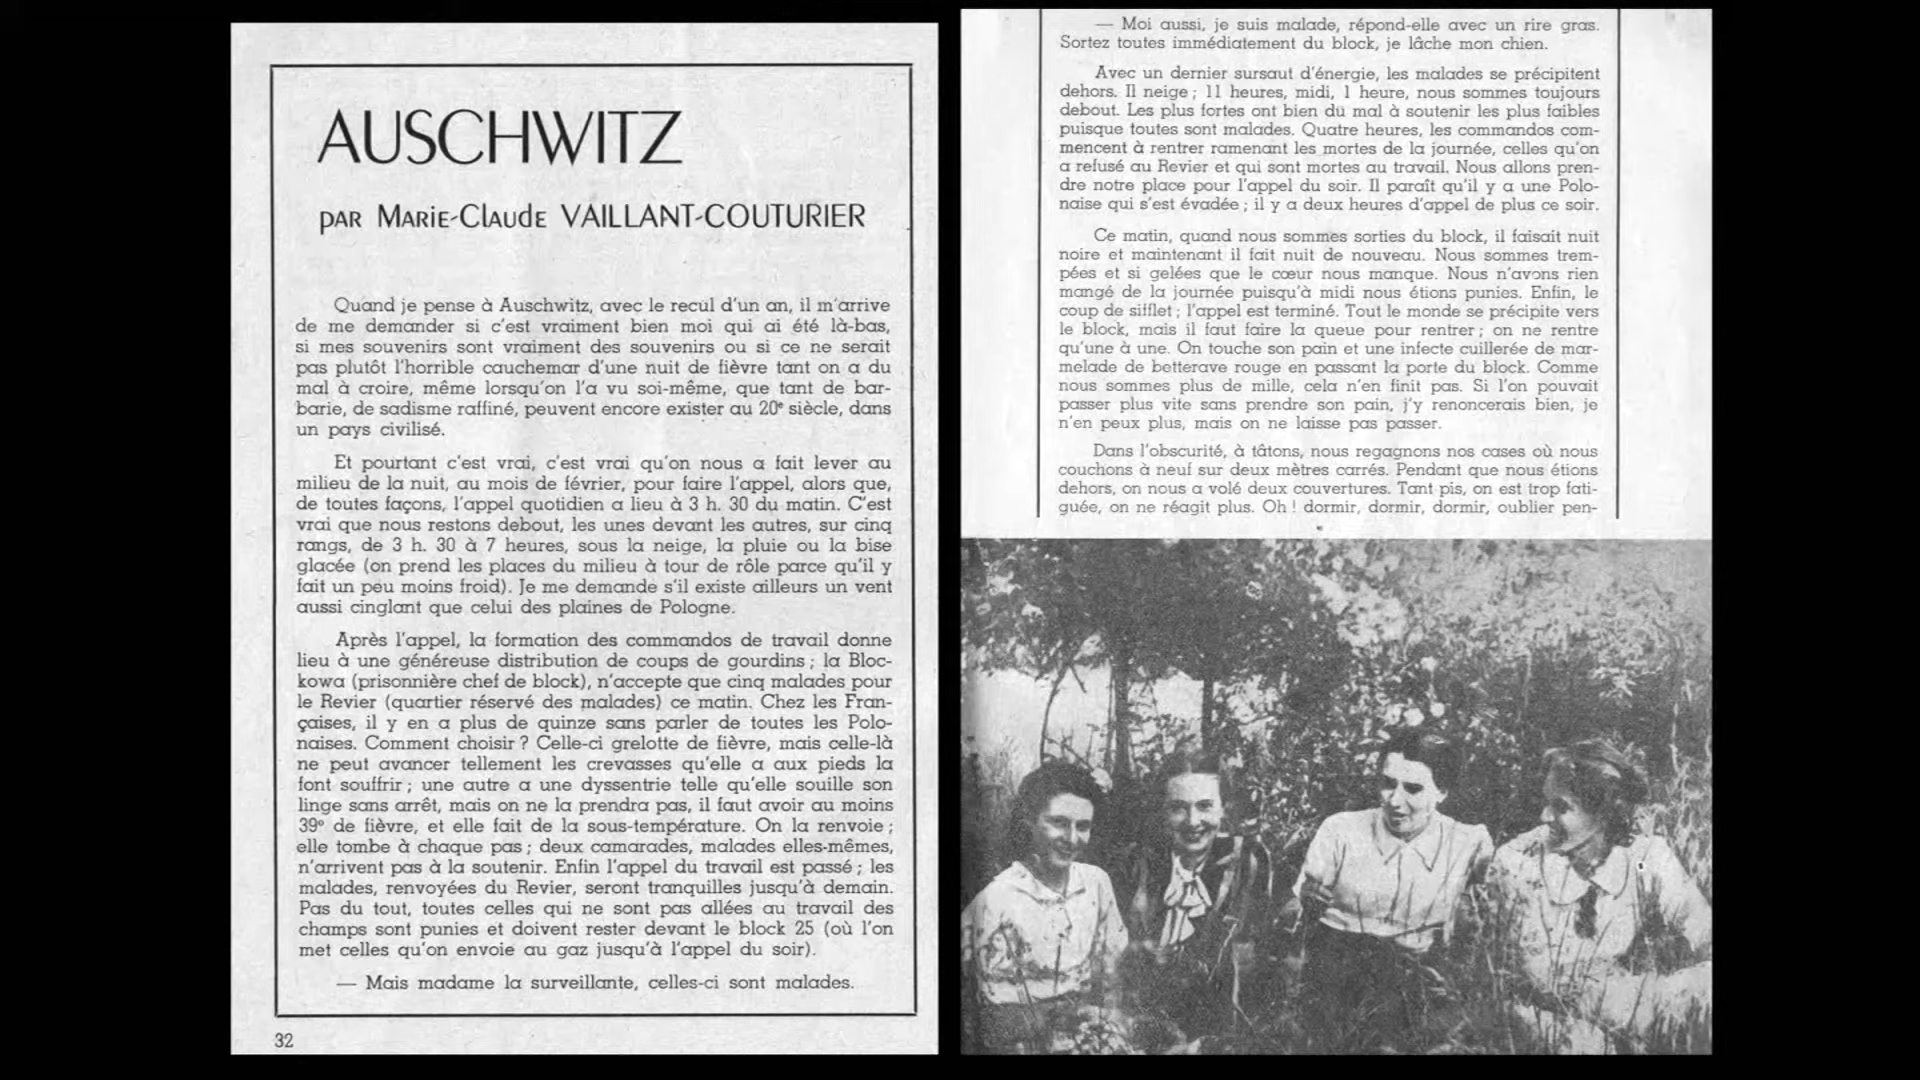 AUSCHWITZ
PAR MARIE-CLAUDE VAILLANT-COUTURIER
Quand je pense à Auschwitz, avec le recul d'un an, il m'arrive
de me demander si c'est vraiment bien moi qui ai été là-bas,
si mes souvenirs sont vraiment des souvenirs ou si ce ne serait
pas plutôt l'horrible cauchemar d'une nuit de fièvre tant on a du
mal à croire, même lorsqu'on l'a vu soi-même, que tant de bar-
barie, de sadisme raffiné, peuvent encore exister au 20e siècle, dans
un pays civilisé.
Et pourtant c'est vrai, c'est vrai qu'on nous a fait lever au
milieu de la nuit, au mois de février, pour faire l'appel, alors que,
de toutes façons, l'appel quotidien a lieu à 3 h. 30 du matin. C'est
vrai que nous restons debout, les unes devant les autres, sur cinq
rangs, de 3 h. 30 à 7 heures, sous la neige, la pluie ou la bise
glacée (on prend les places du milieu à tour de rôle parce qu'il y
fait un peu moins froid). Je me demande s'il existe ailleurs un vent
aussi cinglant que celui des plaines de Pologne.
Après l'appel, la formation des commandos de travail donne
lieu à une généreuse distribution de coups de gourdins ; la Bloc-
kowa (prisonnière chef de block), n'accepte que cinq malades pour
le Revier (quartier réservé des malades) ce matin. Chez les Fran-
çaises, il y en a plus de quinze sans parler de toutes les Polo-
naises. Comment choisir ? Celle-ci grelotte de fièvre, mais celle-là
ne peut avancer tellement les crevasses qu'elle a aux pieds la
font souffrir ; une autre a une dyssentrie telle qu'elle souille son
linge sans arrêt, mais on ne la prendra pas, il faut avoir au moins
39° de fièvre, et elle fait de la sous-température. On la renvoie ;
elle tombe à chaque pas ; deux camarades, malades elles-mêmes,
n'arrivent pas à la soutenir. Enfin l'appel du travail est passé ; les
malades, renvoyées du Revier, seront tranquilles jusqu'à demain.
Pas du tout, toutes celles qui ne sont pas allées au travail des
champs sont punies et doivent rester devant le block 25 (où l'on
met celles qu'on envoie au gaz jusqu'à l'appel du soir).
— Mais madame la surveillante, celles-ci sont malades.
32
— Moi aussi, je suis malade, répond-elle avec un rire gras.
Sortez toutes immédiatement du block, je lâche mon chien.
Avec un dernier sursaut d'énergie, les malades se précipitent
dehors. Il neige ; 11 heures, midi, 1 heure, nous sommes toujours
debout. Les plus fortes ont bien du mal à soutenir les plus faibles
puisque toutes sont malades. Quatre heures, les commandos com-
mencent à rentrer ramenant les mortes de la journée, celles qu'on
a refusé au Revier et qui sont mortes au travail. Nous allons pren-
dre notre place pour l'appel du soir. Il paraît qu'il y a une Polo-
naise qui s'est évadée ; il y a deux heures d'appel de plus ce soir.
Ce matin, quand nous sommes sorties du block, il faisait nuit
noire et maintenant il fait nuit de nouveau. Nous sommes trem-
pées et si gelées que le cœur nous manque. Nous n'avons rien
mangé de la journée puisqu'à midi nous étions punies. Enfin, le
coup de sifflet ; l'appel est terminé. Tout le monde se précipite vers
le block, mais il faut faire la queue pour rentrer ; on ne rentre
qu'une à une. On touche son pain et une infecte cuillerée de mar-
melade de betterave rouge en passant la porte du block. Comme
nous sommes plus de mille, cela n'en finit pas. Si l'on pouvait
passer plus vite sans prendre son pain, j'y renoncerais bien, je
n'en peux plus, mais on ne laisse pas passer.
Dans l'obscurité, à tâtons, nous regagnons nos cases où nous
couchons à neuf sur deux mètres carrés. Pendant que nous étions
dehors, on nous a volé deux couvertures. Tant pis, on est trop fati-
guée, on ne réagit plus. Oh ! dormir, dormir, dormir, oublier pen-